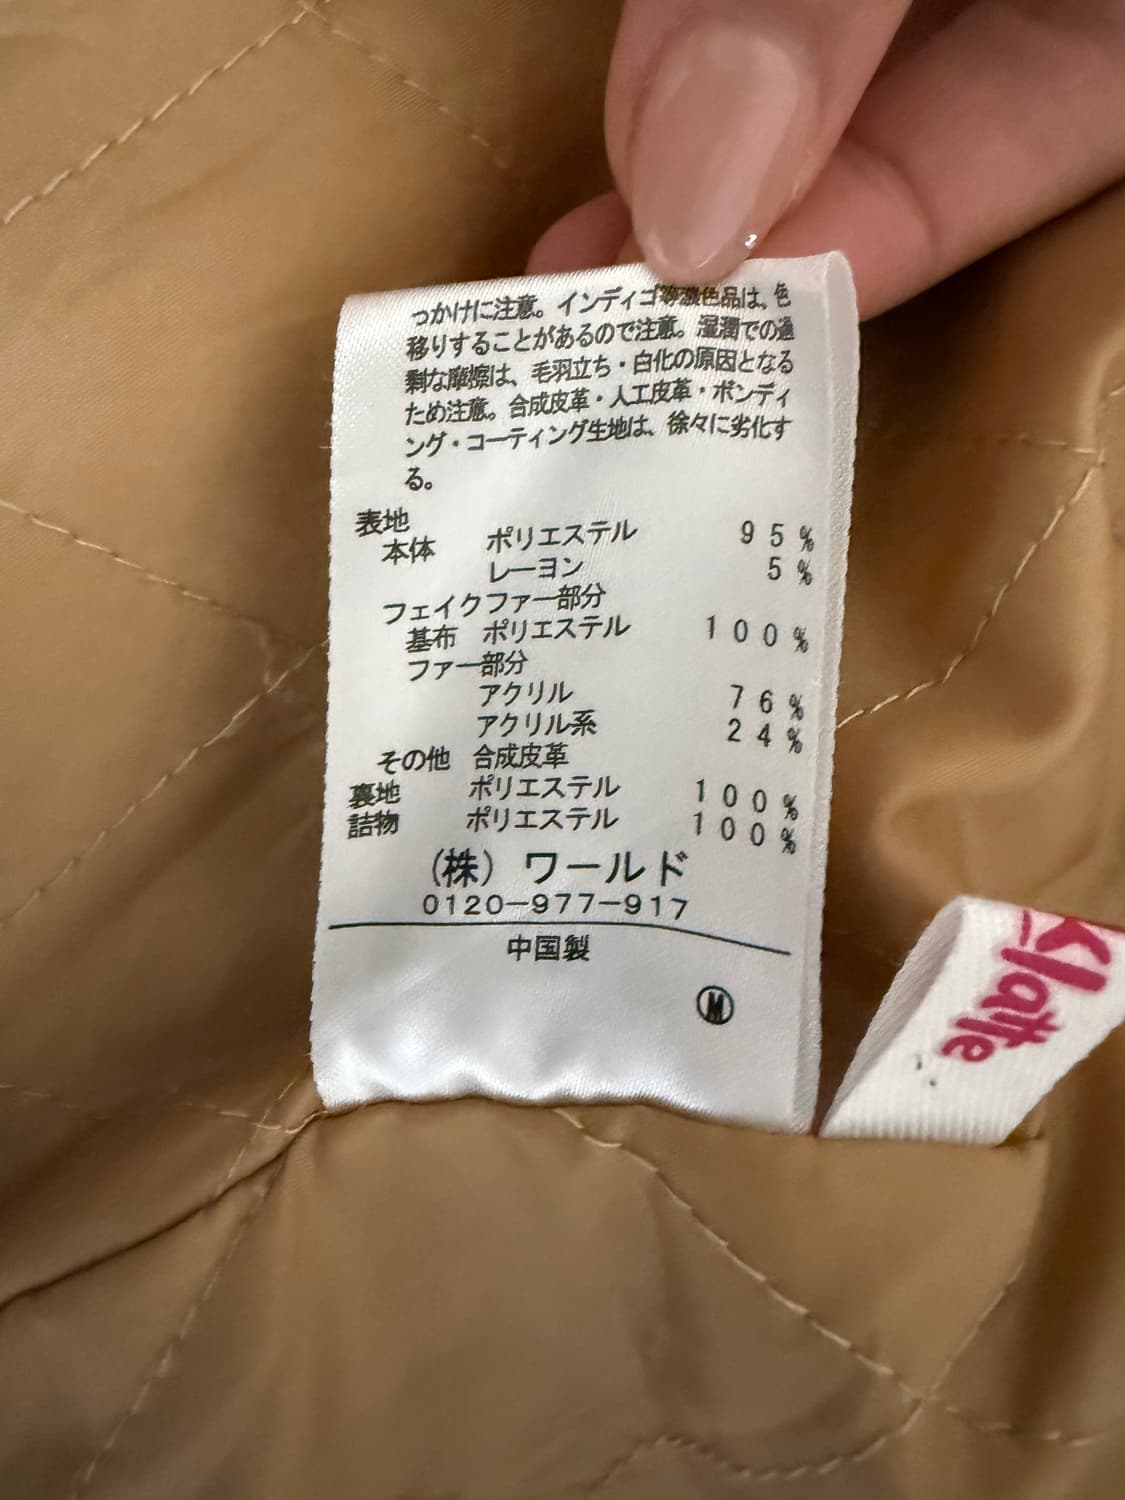 っかけに注意。インディゴ等濃色品は、色
移りすることがあるので注意。湿潤での過
剰な摩擦は、毛羽立ち・白化の原因となる
ため注意。合成皮革・人工皮革・ボンディ
ング・コーティング生地は、徐々に劣化す
る。
表地
本体 ポリエステル 95%
レーヨン 5%
フェイクファー部分
基布 ポリエステル 100%
ファー部分
アクリル 76%
アクリル系 24%
その他 合成皮革
裏地 ポリエステル 100%
詰物 ポリエステル 100%
(株) ワールド
0120-977-917
中国製
Ⓜ
Klatte